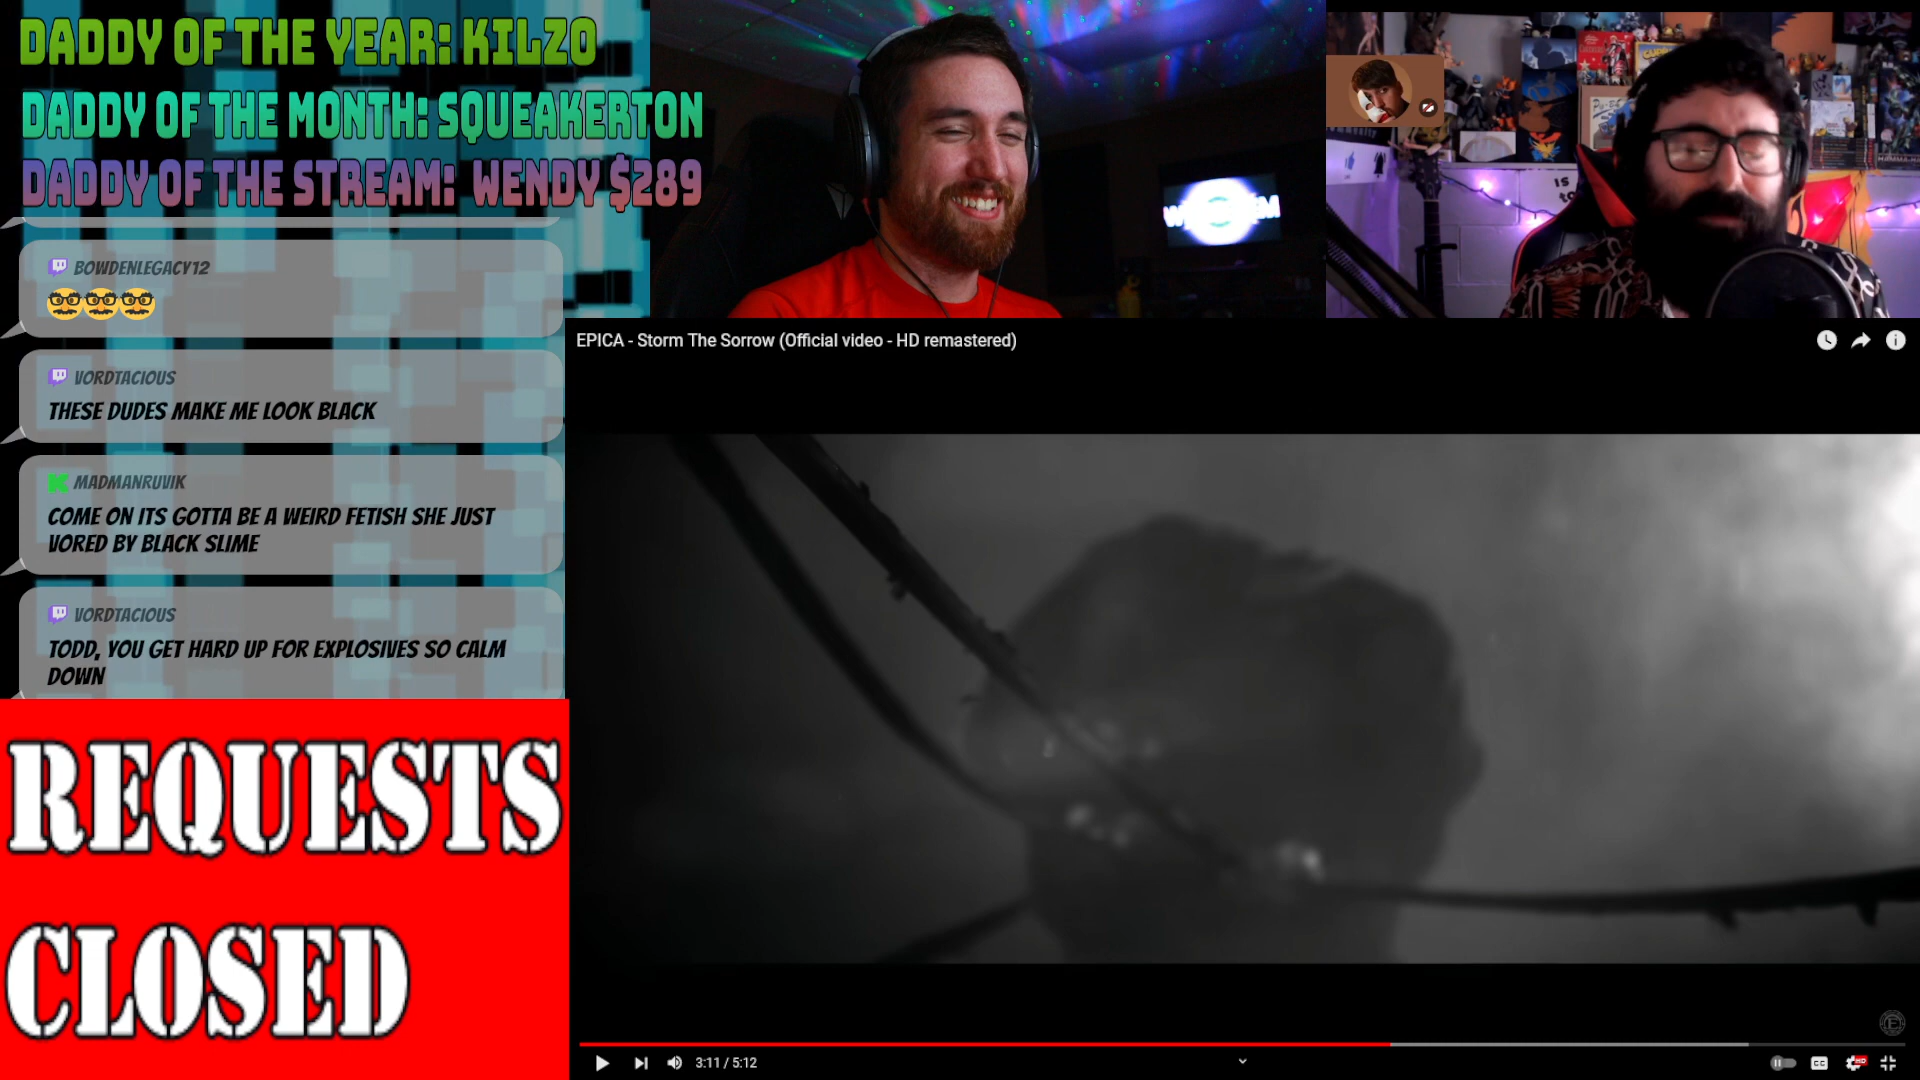 DADDY OF THE YEAR: KILZO
DADDY OF THE MONTH: SQUEAKERTON
DADDY OF THE STREAM: WENDY $289
BOWDENLEGACY12
VORDTACIOUS
THESE DUDES MAKE ME LOOK BLACK
MADMANRUVIK
COME ON ITS GOTTA BE A WEIRD FETISH SHE JUST
VORED BY BLACK SLIME
VORDTACIOUS
TODD, YOU GET HARD UP FOR EXPLOSIVES SO CALM
DOWN
REQUESTS
CLOSED
EPICA - Storm The Sorrow (Official video - HD remastered)
3:11 / 5:12
CC
HD